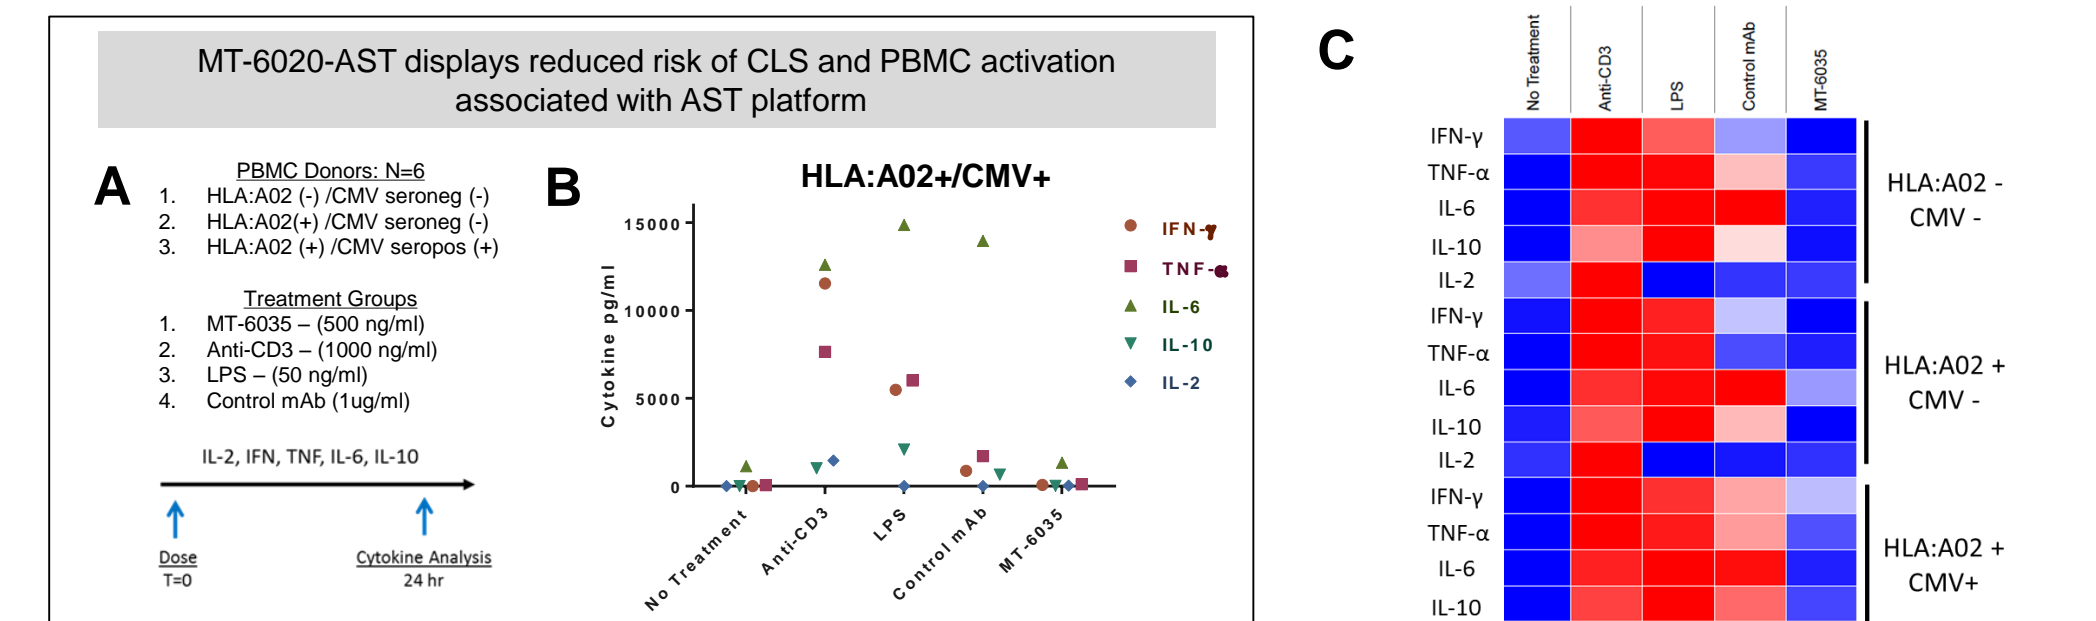 MT-6020-AST displays reduced risk of CLS and PBMC activation
associated with AST platform
A
PBMC Donors: N=6
1. HLA:A02 (-) /CMV seroneg (-)
2. HLA:A02(+) /CMV seroneg (-)
3. HLA:A02 (+) /CMV seropos (+)
Treatment Groups
1. MT-6035 – (500 ng/ml)
2. Anti-CD3 – (1000 ng/ml)
3. LPS – (50 ng/ml)
4. Control mAb (1ug/ml)
IL-2, IFN, TNF, IL-6, IL-10
Dose
T=0
Cytokine Analysis
24 hr
B
HLA:A02+/CMV+
Cytokine pg/ml
15000
10000
5000
0
No Treatment
Anti-CD3
LPS
Control mAb
MT-6035
IFN-γ
TNF-α
IL-6
IL-10
IL-2
C
No Treatment
Anti-CD3
LPS
Control mAb
MT-6035
IFN-γ
TNF-α
IL-6
IL-10
IL-2
HLA:A02 -
CMV -
IFN-γ
TNF-α
IL-6
IL-10
IL-2
HLA:A02 +
CMV -
IFN-γ
TNF-α
IL-6
IL-10
HLA:A02 +
CMV+